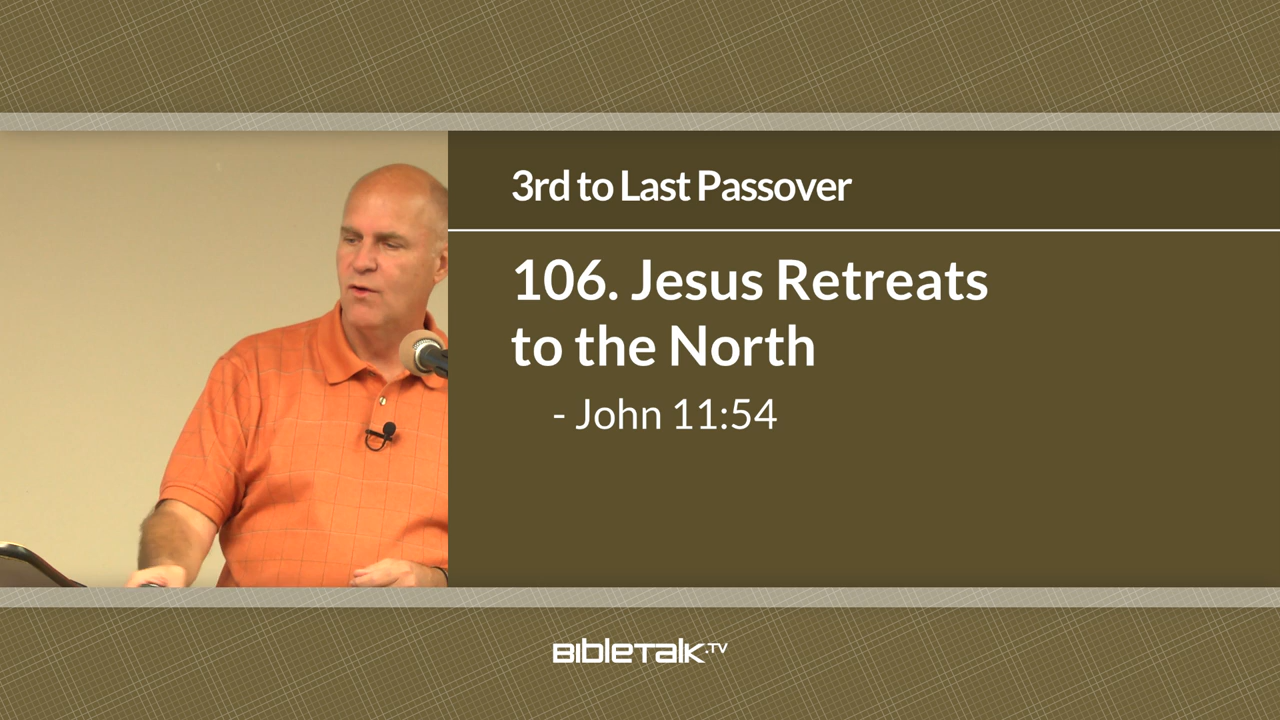 3rd to Last Passover
106. Jesus Retreats
to the North
- John 11:54
BIBLETALK.TV